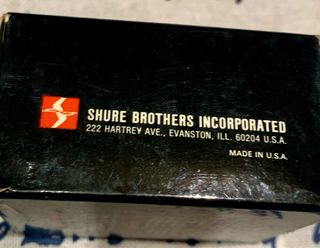 SHURE BROTHERS INCORPORATED
222 HARTREY AVE., EVANSTON, ILL. 60204 U.S.A.
MADE IN U.S.A.